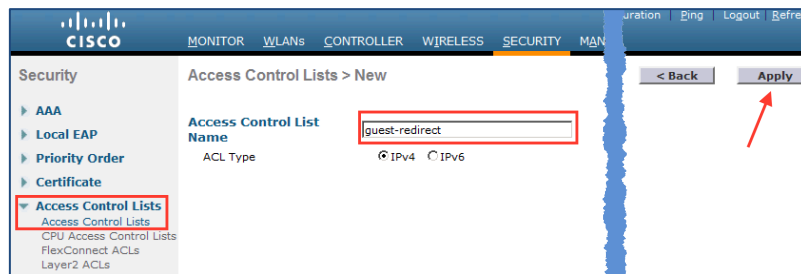 uration Ping Logout Refre
CISCO
MONITOR WLANs CONTROLLER WIRELESS SECURITY MAN
Security
Access Control Lists > New
< Back Apply
AAA
Local EAP
Priority Order
Certificate
Access Control Lists
Access Control Lists
CPU Access Control Lists
FlexConnect ACLs
Layer2 ACLs
Access Control List
Name
guest-redirect
ACL Type
IPv4 IPv6